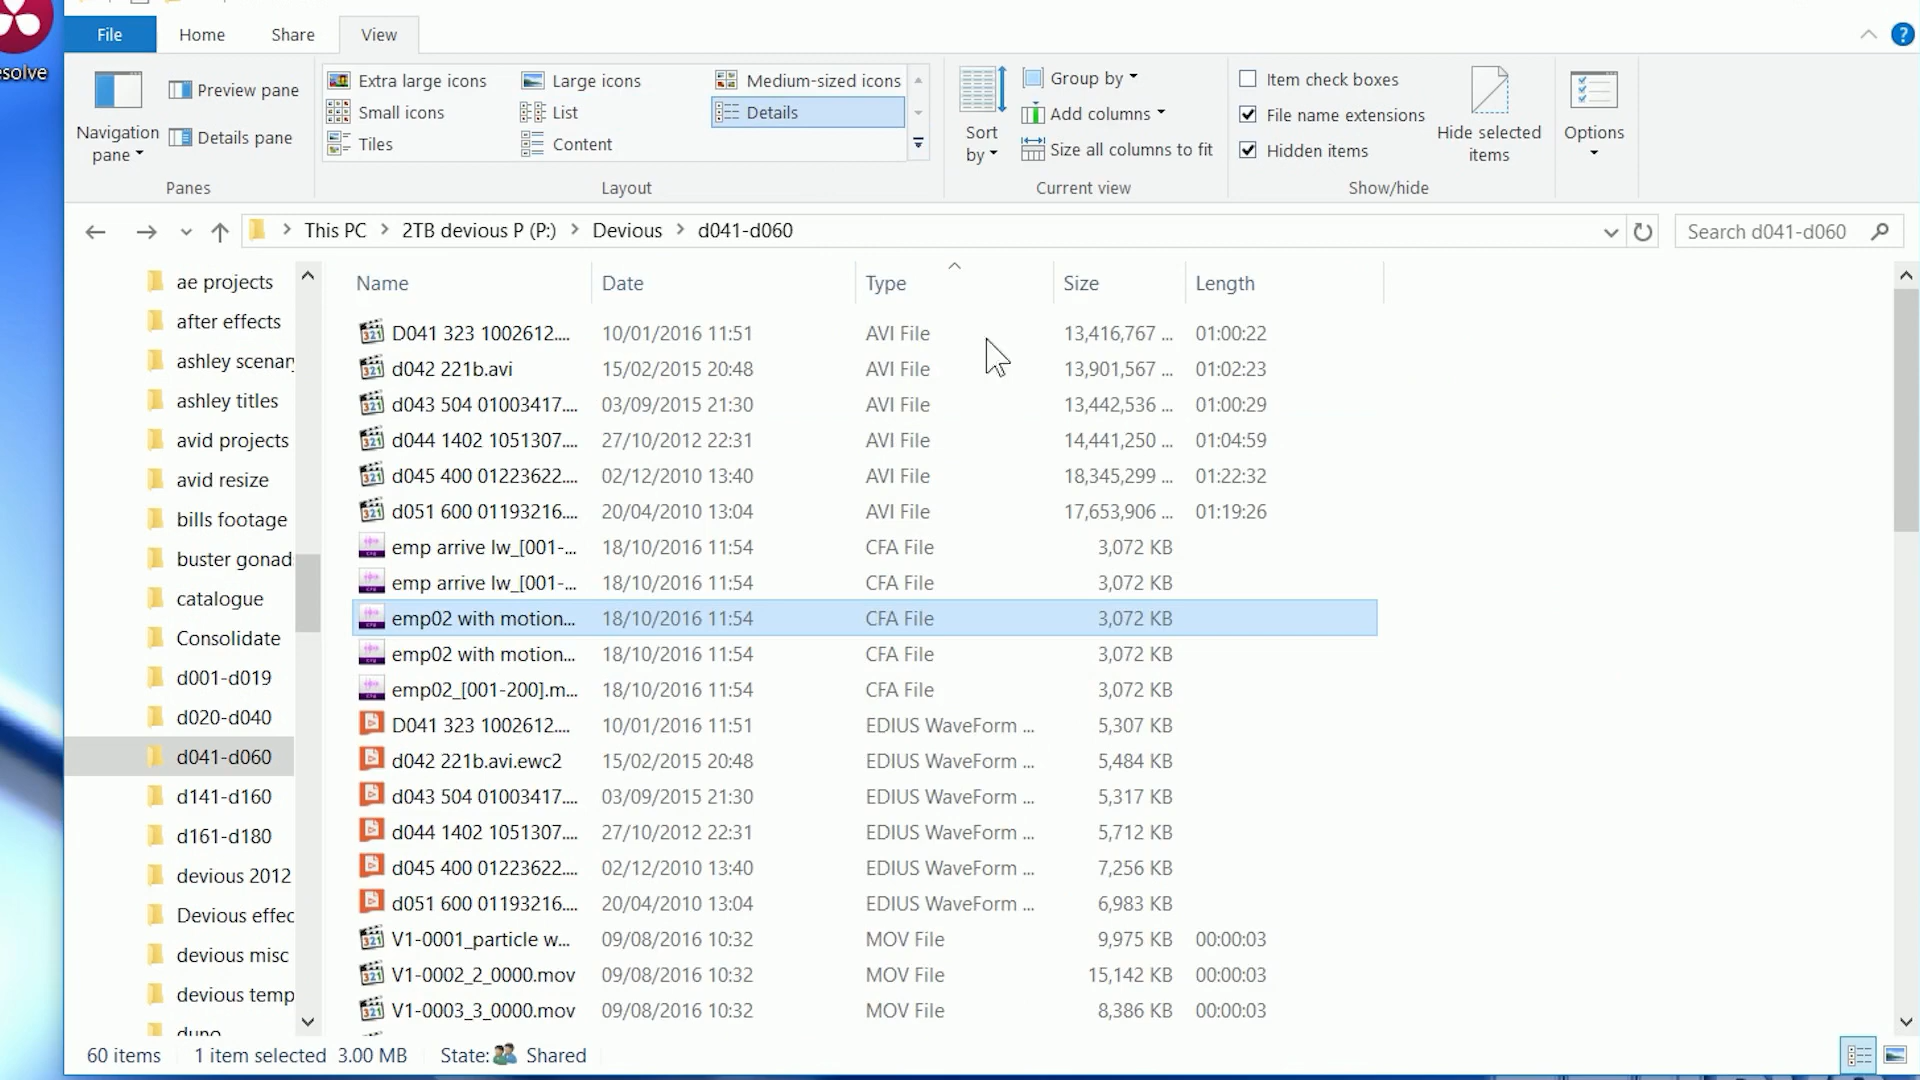 esolve
File
Home
Share
View
?
Navigation
pane
Preview pane
Details pane
Panes
Extra large icons
Large icons
Medium-sized icons
Small icons
List
Details
Tiles
Content
Layout
Sort
by
Group by
Add columns
Size all columns to fit
Current view
Item check boxes
File name extensions
Hidden items
Hide selected
items
Show/hide
Options
This PC > 2TB devious P (P:) > Devious > d041-d060
Search d041-d060
ae projects
after effects
ashley scenary
ashley titles
avid projects
avid resize
bills footage
buster gonad
catalogue
Consolidate
d001-d019
d020-d040
d041-d060
d141-d160
d161-d180
devious 2012
Devious effec
devious misc
devious temp
duno
Name Date Type Size Length
D041 323 1002612.... 10/01/2016 11:51 AVI File 13,416,767 ... 01:00:22
d042 221b.avi 15/02/2015 20:48 AVI File 13,901,567 ... 01:02:23
d043 504 01003417.... 03/09/2015 21:30 AVI File 13,442,536 ... 01:00:29
d044 1402 1051307.... 27/10/2012 22:31 AVI File 14,441,250 ... 01:04:59
d045 400 01223622.... 02/12/2010 13:40 AVI File 18,345,299 ... 01:22:32
d051 600 01193216.... 20/04/2010 13:04 AVI File 17,653,906 ... 01:19:26
emp arrive lw_[001-... 18/10/2016 11:54 CFA File 3,072 KB
emp arrive lw_[001-... 18/10/2016 11:54 CFA File 3,072 KB
emp02 with motion... 18/10/2016 11:54 CFA File 3,072 KB
emp02 with motion... 18/10/2016 11:54 CFA File 3,072 KB
emp02_[001-200].m... 18/10/2016 11:54 CFA File 3,072 KB
D041 323 1002612.... 10/01/2016 11:51 EDIUS WaveForm ... 5,307 KB
d042 221b.avi.ewc2 15/02/2015 20:48 EDIUS WaveForm ... 5,484 KB
d043 504 01003417.... 03/09/2015 21:30 EDIUS WaveForm ... 5,317 KB
d044 1402 1051307.... 27/10/2012 22:31 EDIUS WaveForm ... 5,712 KB
d045 400 01223622.... 02/12/2010 13:40 EDIUS WaveForm ... 7,256 KB
d051 600 01193216.... 20/04/2010 13:04 EDIUS WaveForm ... 6,983 KB
V1-0001_particle w... 09/08/2016 10:32 MOV File 9,975 KB 00:00:03
V1-0002_2_0000.mov 09/08/2016 10:32 MOV File 15,142 KB 00:00:03
V1-0003_3_0000.mov 09/08/2016 10:32 MOV File 8,386 KB 00:00:03
60 items 1 item selected 3.00 MB State: Shared